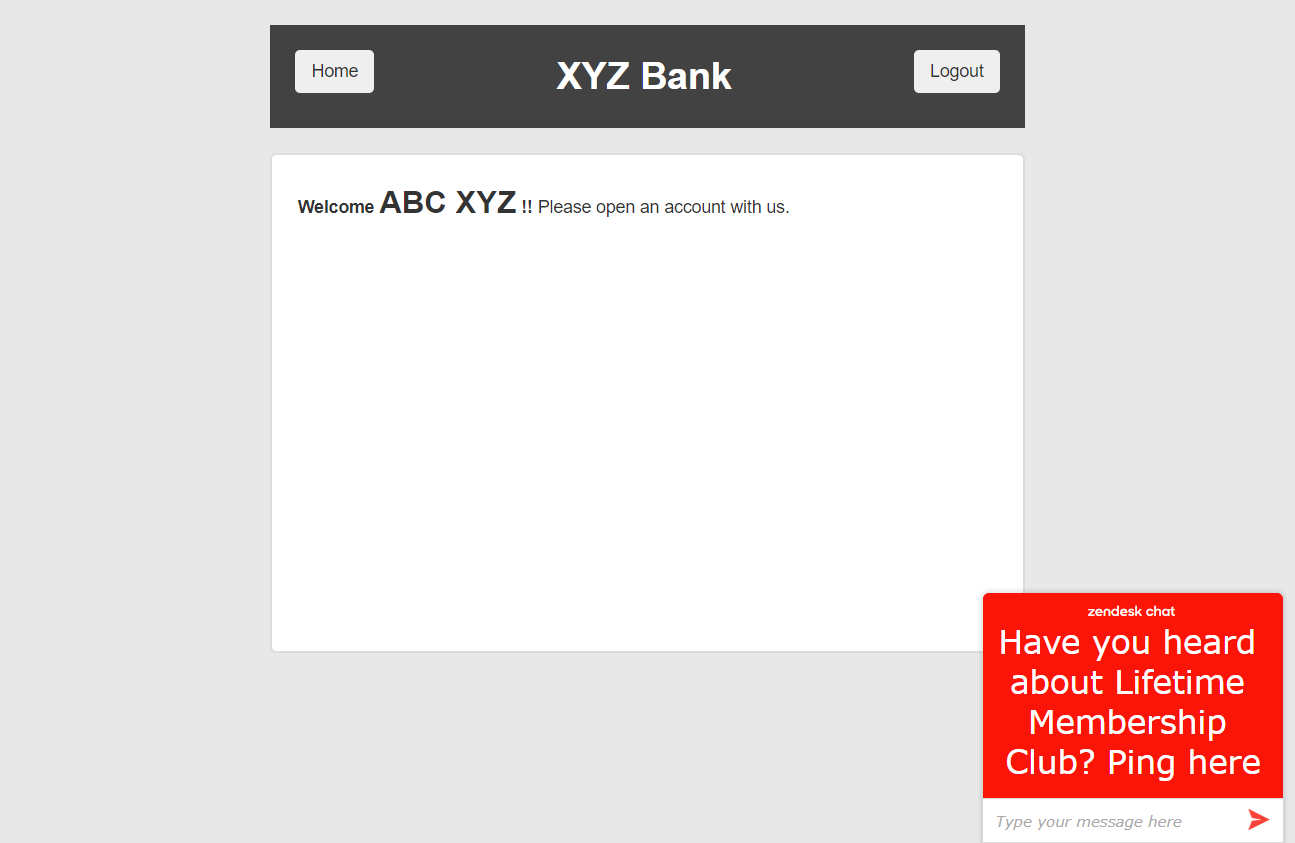 Home
XYZ Bank
Logout
Welcome ABC XYZ !! Please open an account with us.
zendesk chat
Have you heard
about Lifetime
Membership
Club? Ping here
Type your message here